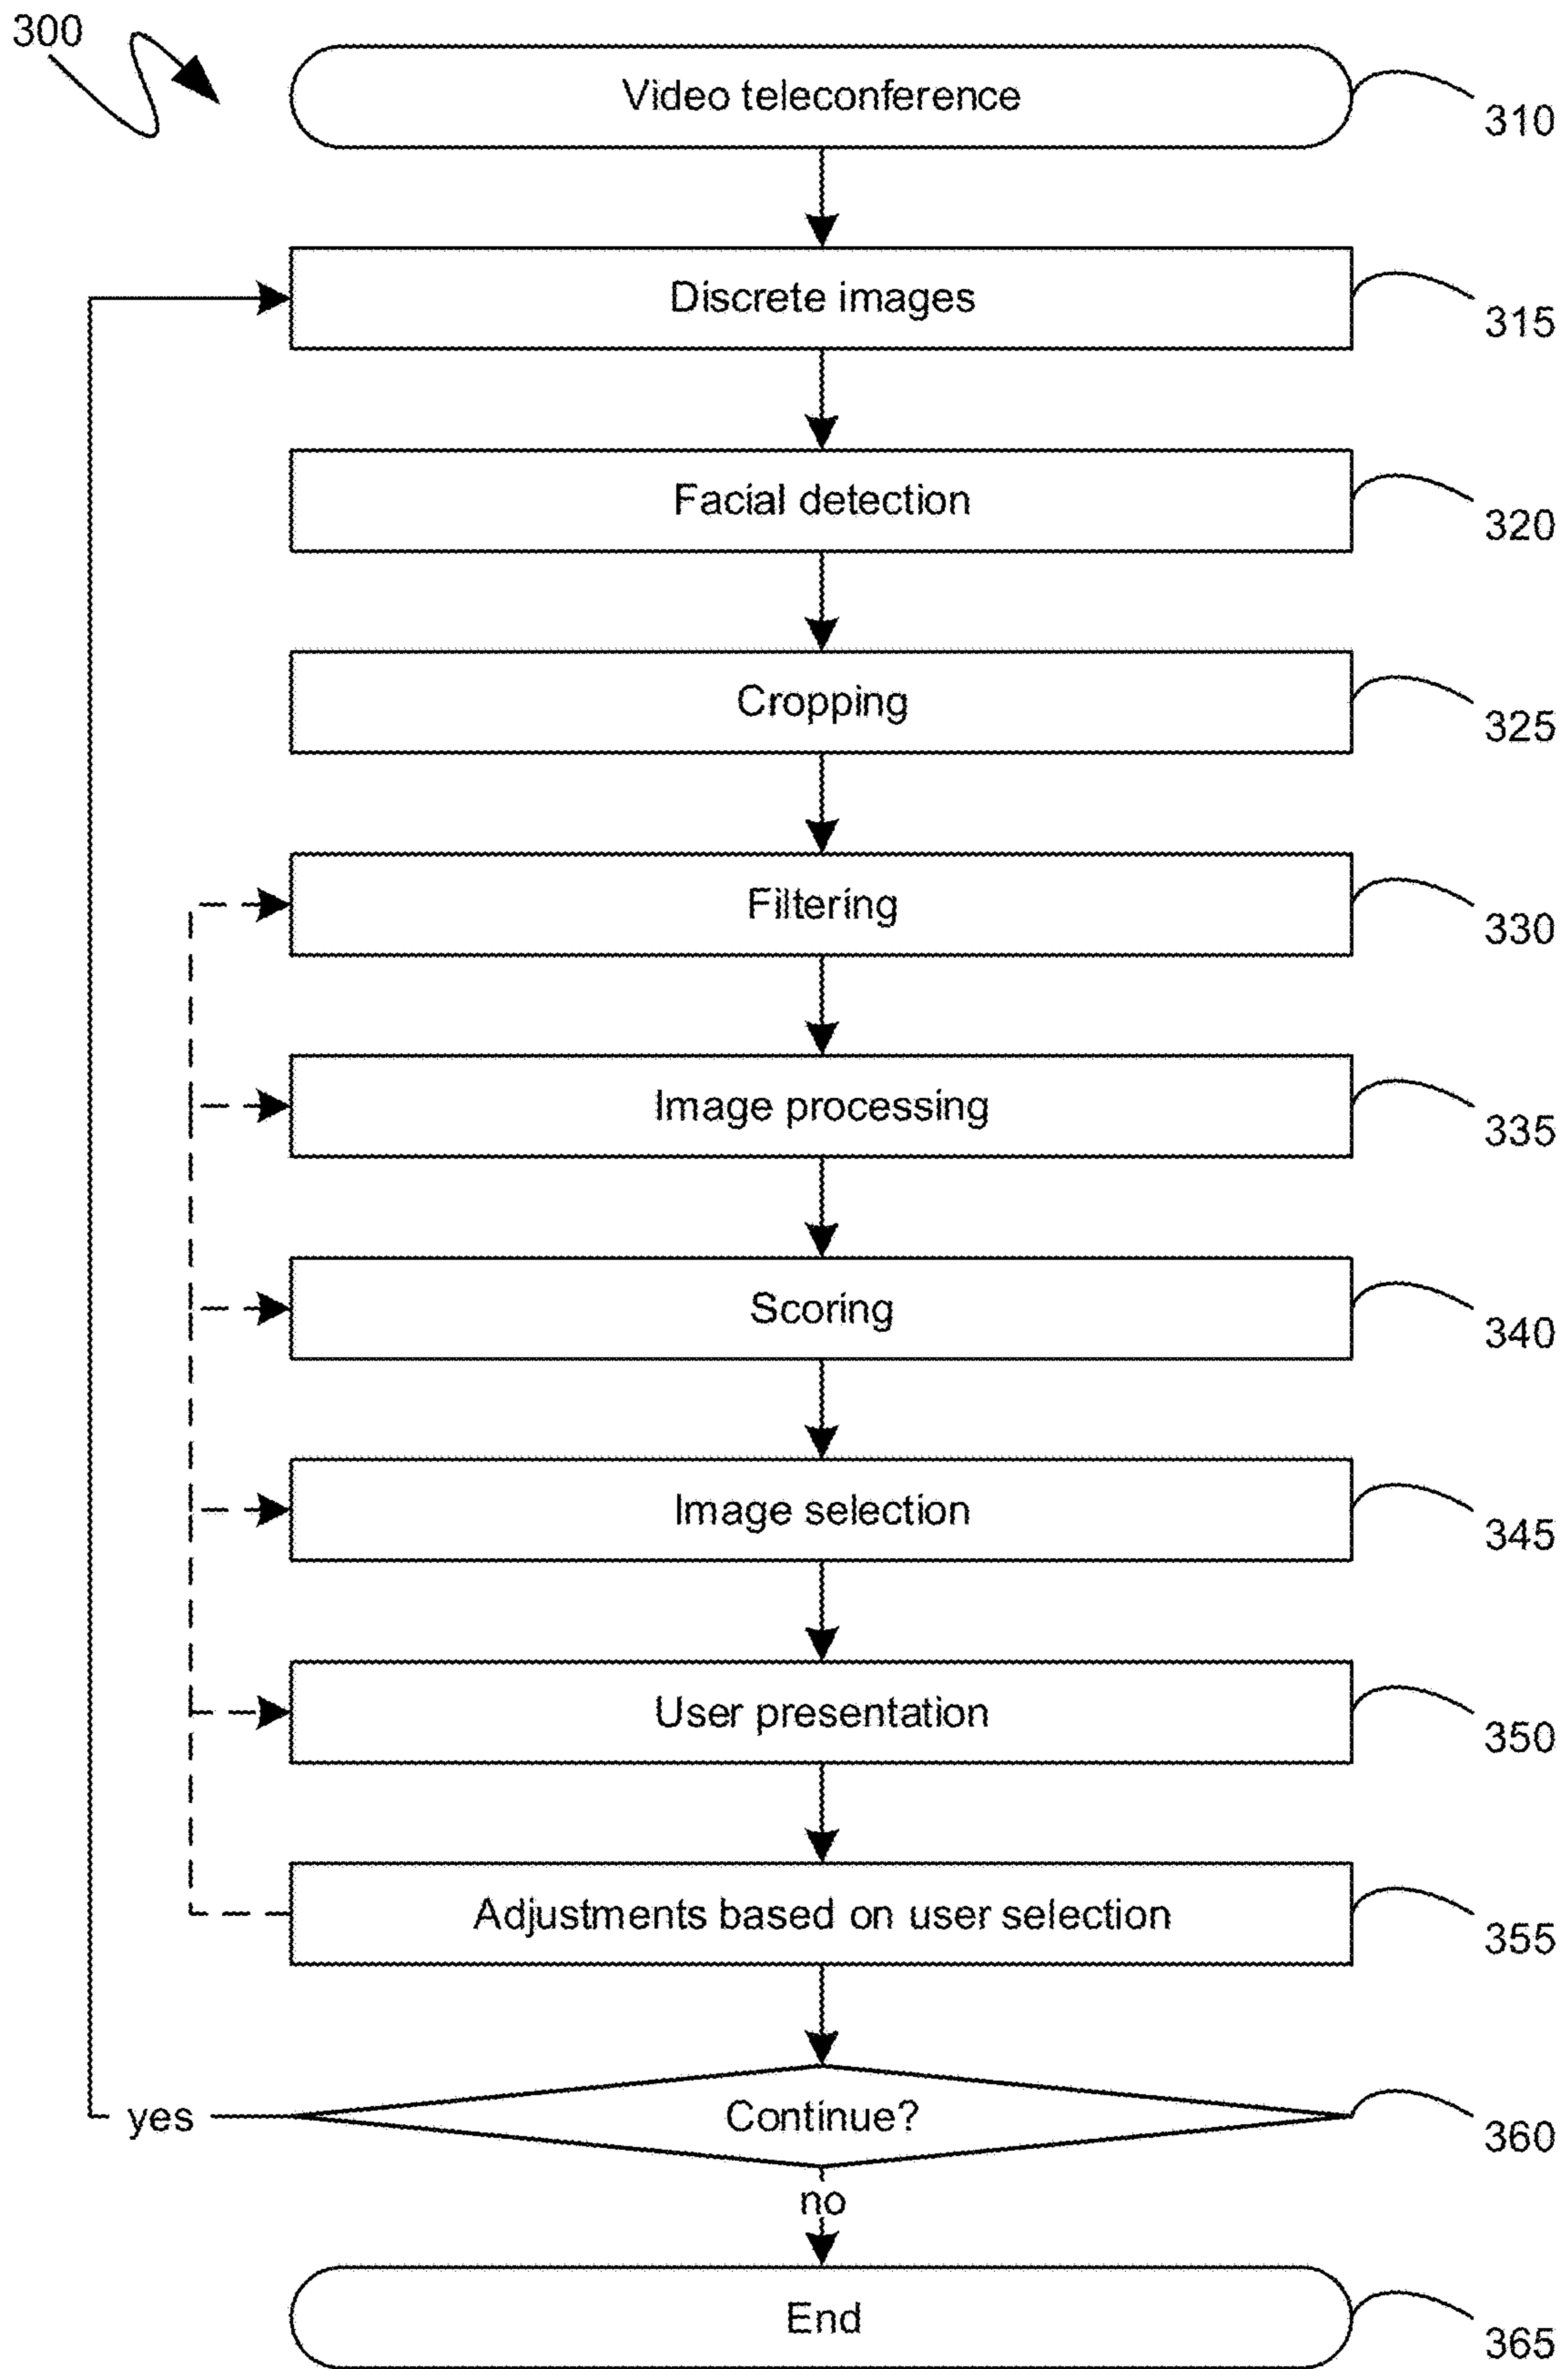 300
Video teleconference
310
Discrete images
315
Facial detection
320
Cropping
325
Filtering
330
Image processing
335
Scoring
340
Image selection
345
User presentation
350
Adjustments based on user selection
355
Continue?
yes
360
no
End
365